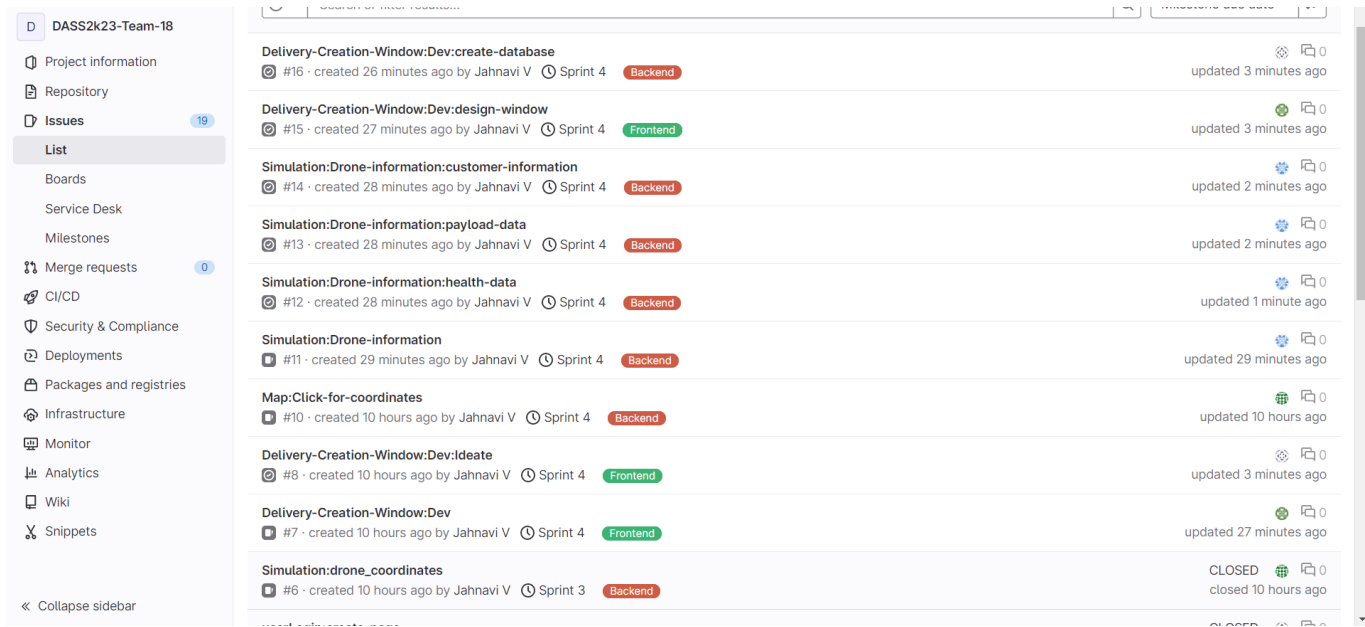 D DASS2k23-Team-18
Project information
Repository
Issues 19
List
Boards
Service Desk
Milestones
Merge requests 0
CI/CD
Security & Compliance
Deployments
Packages and registries
Infrastructure
Monitor
Analytics
Wiki
Snippets
Collapse sidebar
Search or filter results... Milestone due date
Delivery-Creation-Window:Dev:create-database 0
#16 · created 26 minutes ago by Jahnavi V Sprint 4 Backend updated 3 minutes ago
Delivery-Creation-Window:Dev:design-window 0
#15 · created 27 minutes ago by Jahnavi V Sprint 4 Frontend updated 3 minutes ago
Simulation:Drone-information:customer-information 0
#14 · created 28 minutes ago by Jahnavi V Sprint 4 Backend updated 2 minutes ago
Simulation:Drone-information:payload-data 0
#13 · created 28 minutes ago by Jahnavi V Sprint 4 Backend updated 2 minutes ago
Simulation:Drone-information:health-data 0
#12 · created 28 minutes ago by Jahnavi V Sprint 4 Backend updated 1 minute ago
Simulation:Drone-information 0
#11 · created 29 minutes ago by Jahnavi V Sprint 4 Backend updated 29 minutes ago
Map:Click-for-coordinates 0
#10 · created 10 hours ago by Jahnavi V Sprint 4 Backend updated 10 hours ago
Delivery-Creation-Window:Dev:Ideate 0
#8 · created 10 hours ago by Jahnavi V Sprint 4 Frontend updated 3 minutes ago
Delivery-Creation-Window:Dev 0
#7 · created 10 hours ago by Jahnavi V Sprint 4 Frontend updated 27 minutes ago
Simulation:drone_coordinates CLOSED 0
#6 · created 10 hours ago by Jahnavi V Sprint 3 Backend closed 10 hours ago
CLOSED 0